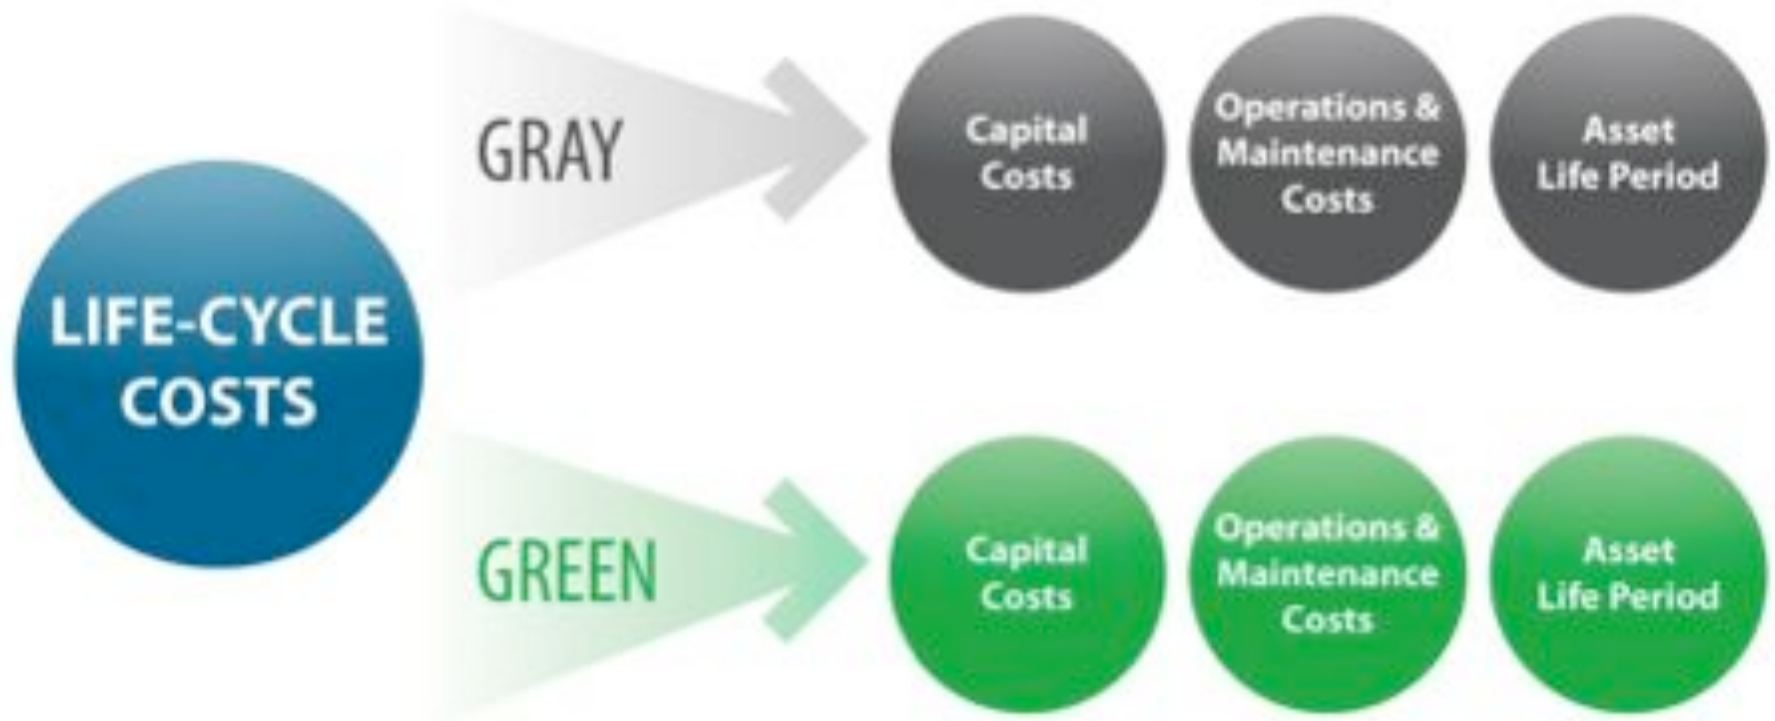 LIFE-CYCLE
COSTS
GRAY
Capital
Costs
Operations &
Maintenance
Costs
Asset
Life Period
GREEN
Capital
Costs
Operations &
Maintenance
Costs
Asset
Life Period